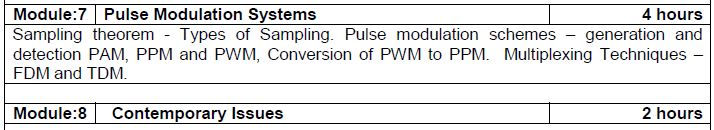 Module:7 Pulse Modulation Systems 4 hours
Sampling theorem - Types of Sampling. Pulse modulation schemes – generation and
detection PAM, PPM and PWM, Conversion of PWM to PPM. Multiplexing Techniques –
FDM and TDM.
Module:8 Contemporary Issues 2 hours